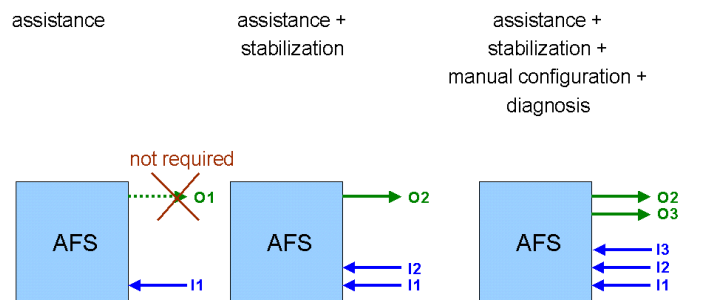 assistance
assistance +
stabilization
assistance +
stabilization +
manual configuration +
diagnosis
not required
O1
AFS
I1
O2
AFS
I2
I1
O2
O3
AFS
I3
I2
I1